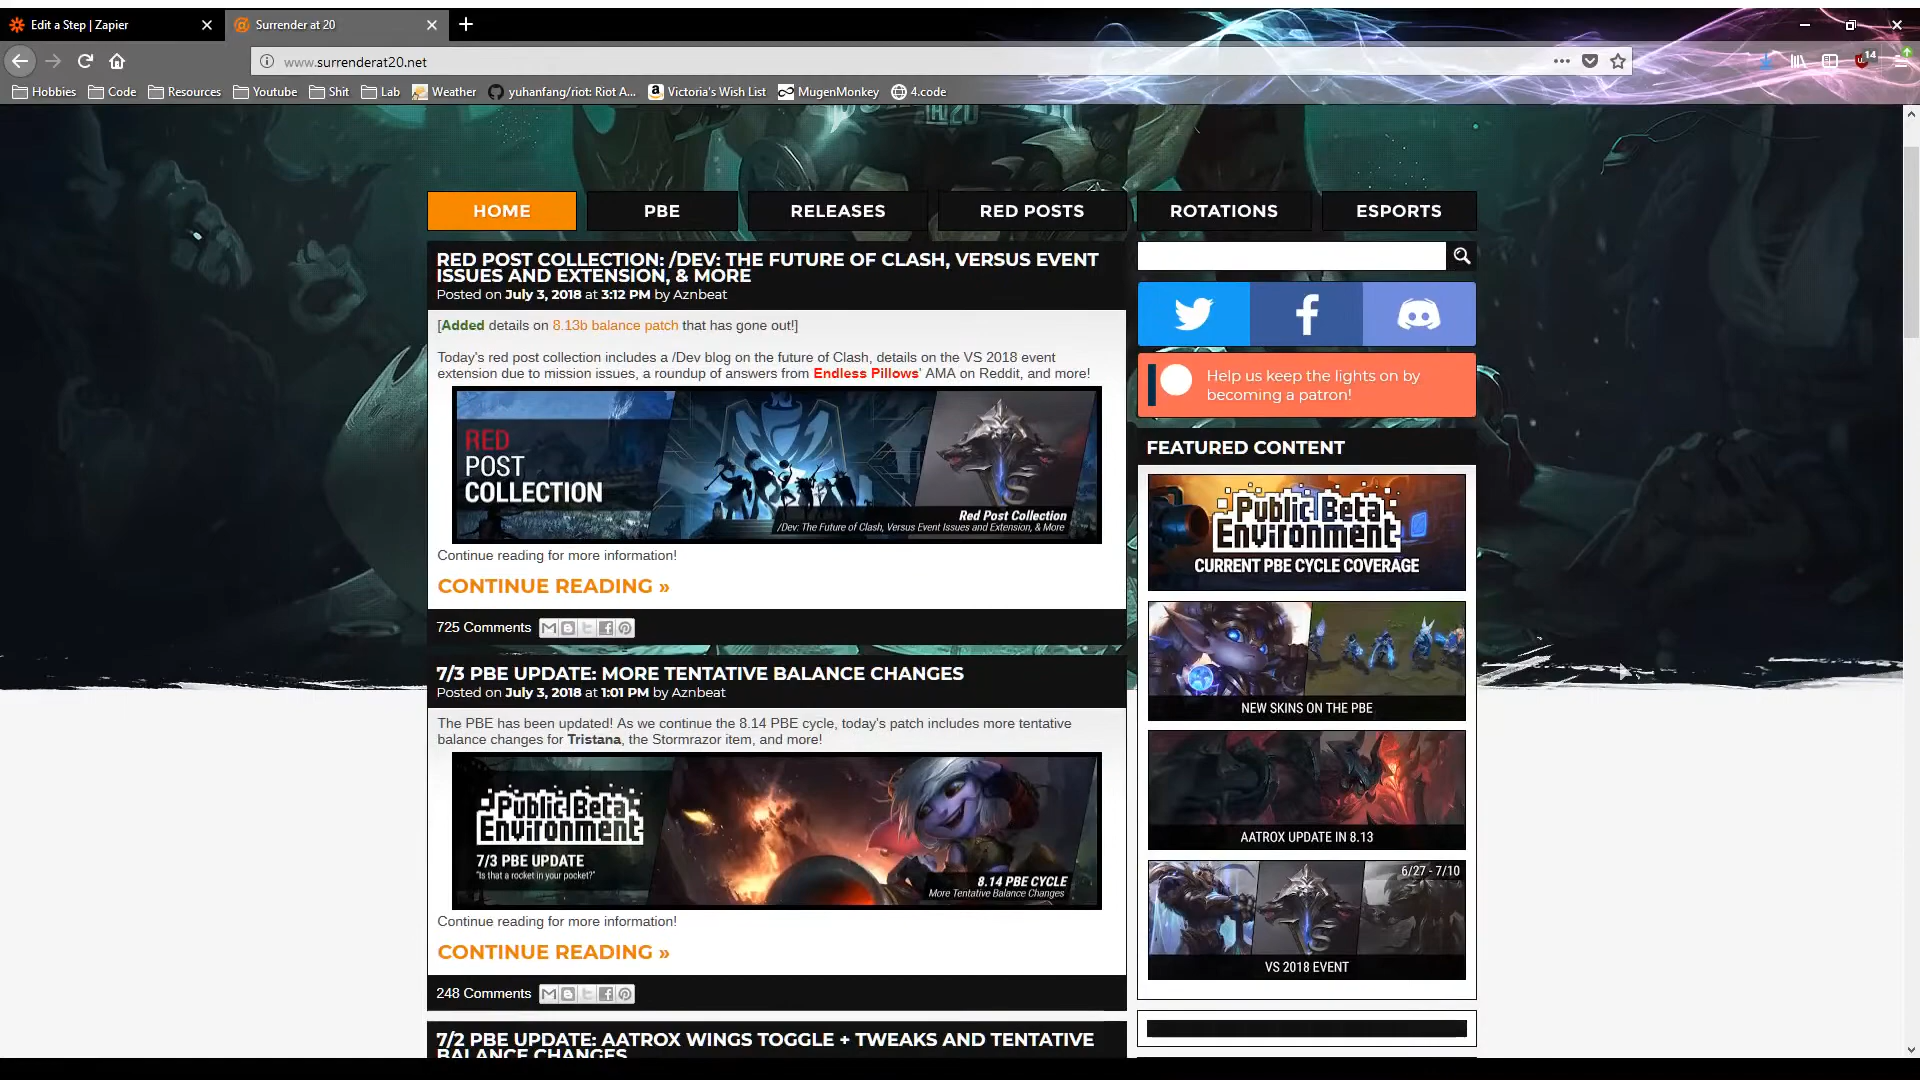 Edit a Step | Zapier
Surrender at 20
www.surrenderat20.net
14
Hobbies
Code
Resources
Youtube
Shit
Lab
Weather
yuhanfang/riot: Riot A...
Victoria's Wish List
MugenMonkey
4.code
HOME
PBE
RELEASES
RED POSTS
ROTATIONS
ESPORTS
RED POST COLLECTION: /DEV: THE FUTURE OF CLASH, VERSUS EVENT
ISSUES AND EXTENSION, & MORE
Posted on July 3, 2018 at 3:12 PM by Aznbeat
[Added details on 8.13b balance patch that has gone out!]
Today's red post collection includes a /Dev blog on the future of Clash, details on the VS 2018 event
extension due to mission issues, a roundup of answers from Endless Pillows' AMA on Reddit, and more!
RED
POST
COLLECTION
Red Post Collection
/Dev: The Future of Clash, Versus Event Issues and Extension, & More
Continue reading for more information!
CONTINUE READING »
725 Comments
7/3 PBE UPDATE: MORE TENTATIVE BALANCE CHANGES
Posted on July 3, 2018 at 1:01 PM by Aznbeat
The PBE has been updated! As we continue the 8.14 PBE cycle, today's patch includes more tentative
balance changes for Tristana, the Stormrazor item, and more!
Public Beta
Environment
7/3 PBE UPDATE
"Is that a rocket in your pocket?"
8.14 PBE CYCLE
More Tentative Balance Changes
Continue reading for more information!
CONTINUE READING »
248 Comments
7/2 PBE UPDATE: AATROX WINGS TOGGLE + TWEAKS AND TENTATIVE
BALANCE CHANGES
Help us keep the lights on by
becoming a patron!
FEATURED CONTENT
Public Beta
Environment
CURRENT PBE CYCLE COVERAGE
NEW SKINS ON THE PBE
AATROX UPDATE IN 8.13
6/27 - 7/10
VS 2018 EVENT